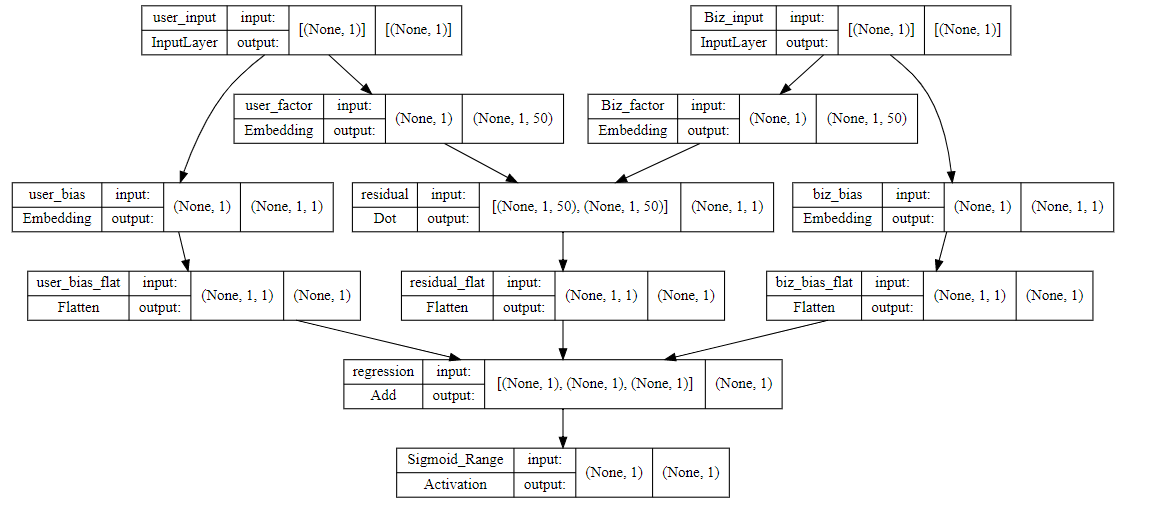 user_input input: [(None, 1)] [(None, 1)]
InputLayer output:
Biz_input input: [(None, 1)] [(None, 1)]
InputLayer output:
user_factor input: (None, 1) (None, 1, 50)
Embedding output:
Biz_factor input: (None, 1) (None, 1, 50)
Embedding output:
user_bias input: (None, 1) (None, 1, 1)
Embedding output:
residual input: [(None, 1, 50), (None, 1, 50)] (None, 1, 1)
Dot output:
biz_bias input: (None, 1) (None, 1, 1)
Embedding output:
user_bias_flat input: (None, 1, 1) (None, 1)
Flatten output:
residual_flat input: (None, 1, 1) (None, 1)
Flatten output:
biz_bias_flat input: (None, 1, 1) (None, 1)
Flatten output:
regression input: [(None, 1), (None, 1), (None, 1)] (None, 1)
Add output:
Sigmoid_Range input: (None, 1) (None, 1)
Activation output: